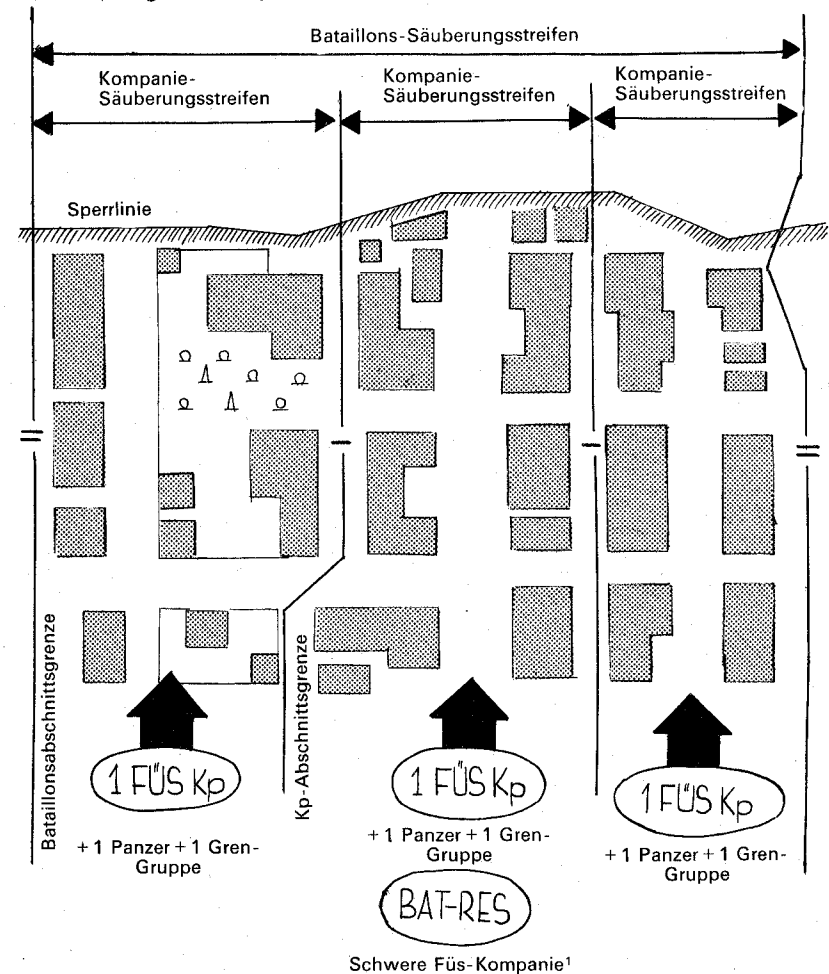 Bataillons-Säuberungsstreifen
Kompanie-
Säuberungsstreifen
Kompanie-
Säuberungsstreifen
Kompanie-
Säuberungsstreifen
Sperrlinie
Bataillonsabschnittsgrenze
Kp-Abschnittsgrenze
1 FÜS Kp
+ 1 Panzer + 1 Gren-
Gruppe
1 FÜS Kp
+ 1 Panzer + 1 Gren-
Gruppe
1 FÜS Kp
+ 1 Panzer + 1 Gren-
Gruppe
BAT-RES
Schwere Füs-Kompanie¹